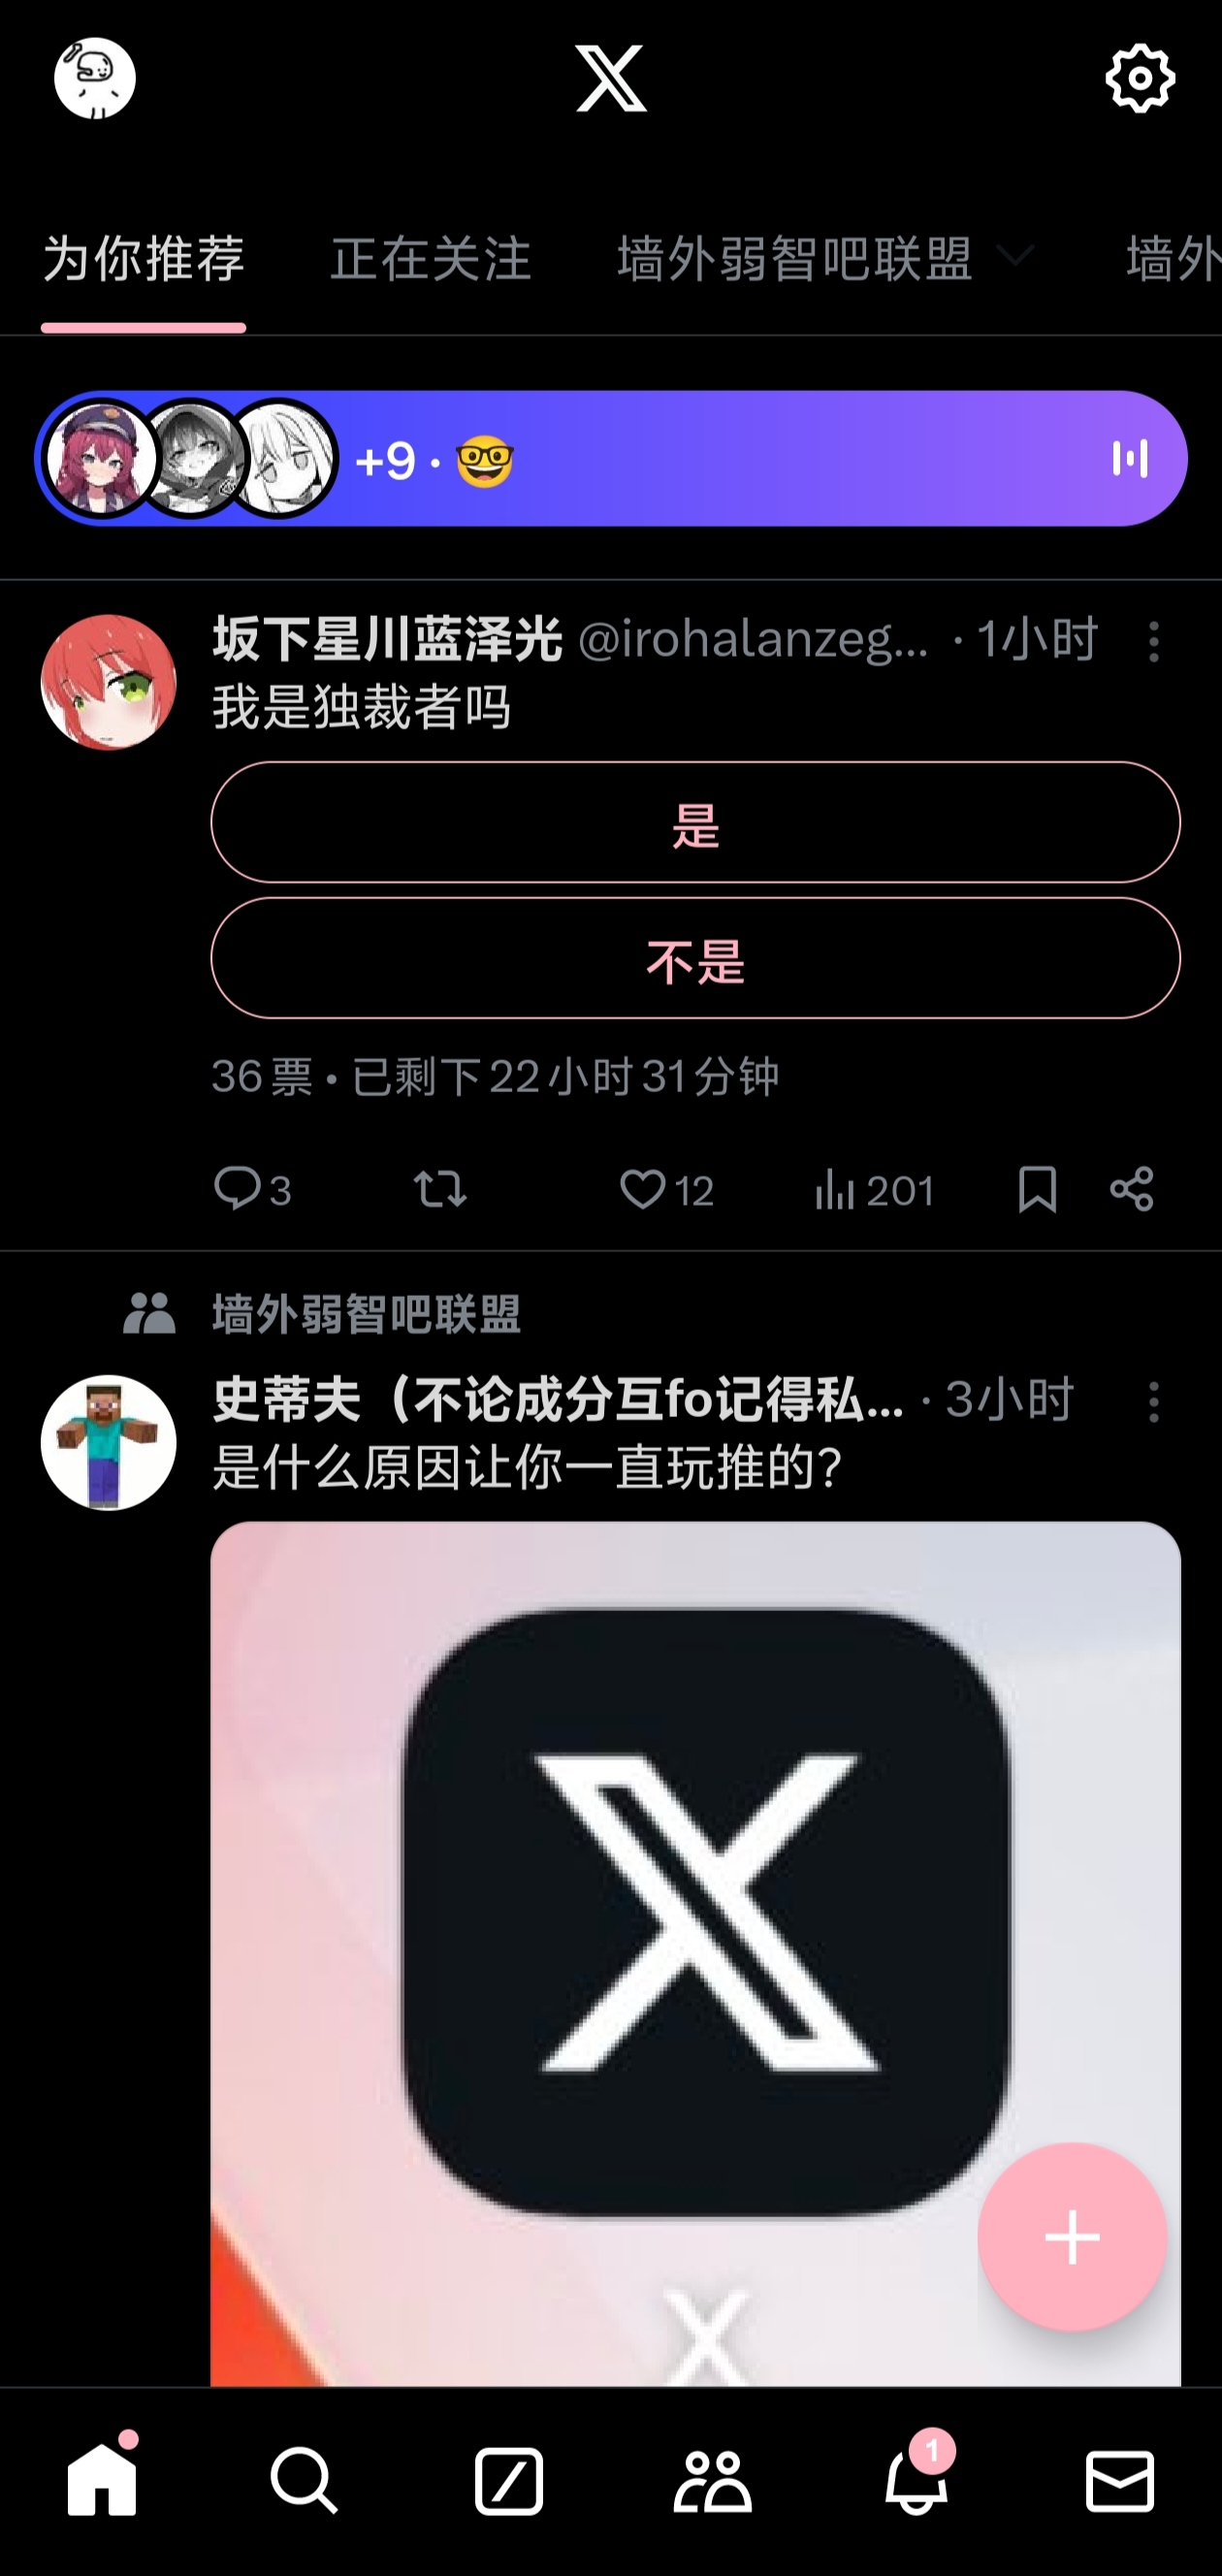 为你推荐 正在关注 墙外弱智吧联盟 墙外
+9 · 🤓
坂下星川蓝泽光 @irohalanzeg... · 1小时
我是独裁者吗
是
不是
36 票 • 已剩下 22 小时 31 分钟
3 12 201
墙外弱智吧联盟
史蒂夫（不论成分互fo记得私... · 3小时
是什么原因让你一直玩推的？
X
1